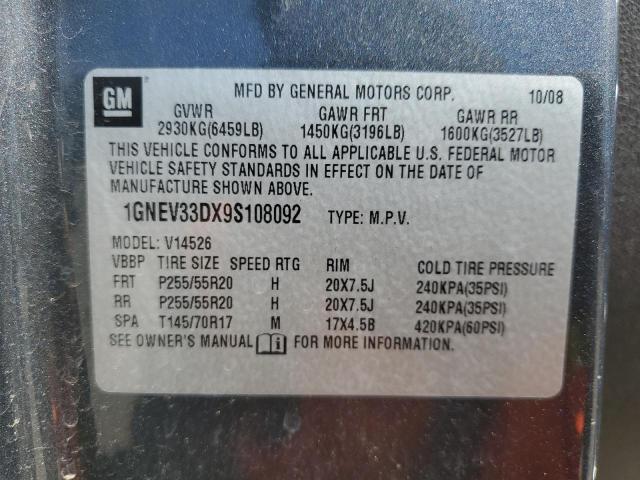 GM
MFD BY GENERAL MOTORS CORP. 10/08
GVWR GAWR FRT GAWR RR
2930KG(6459LB) 1450KG(3196LB) 1600KG(3527LB)
THIS VEHICLE CONFORMS TO ALL APPLICABLE U.S. FEDERAL MOTOR
VEHICLE SAFETY STANDARDS IN EFFECT ON THE DATE OF
MANUFACTURE SHOWN ABOVE.
1GNEV33DX9S108092 TYPE: M.P.V.
MODEL: V14526
VBBP TIRE SIZE SPEED RTG RIM COLD TIRE PRESSURE
FRT P255/55R20 H 20X7.5J 240KPA(35PSI)
RR P255/55R20 H 20X7.5J 240KPA(35PSI)
SPA T145/70R17 M 17X4.5B 420KPA(60PSI)
SEE OWNER'S MANUAL FOR MORE INFORMATION.